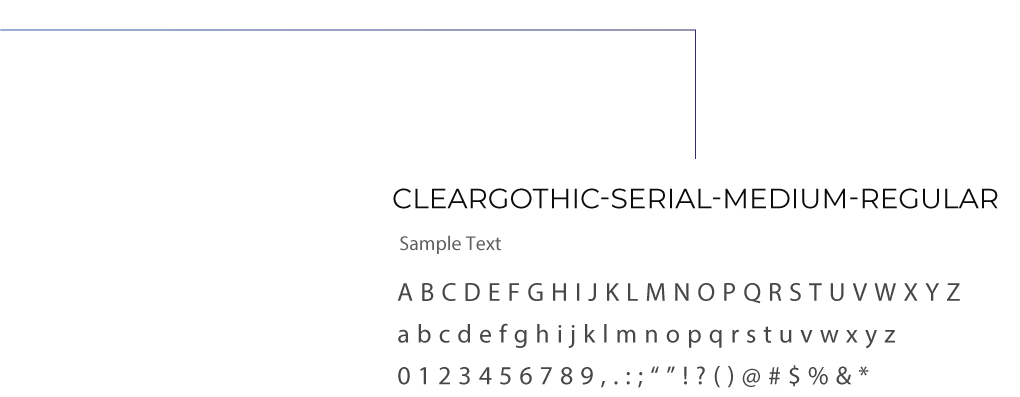 CLEARGOTHIC-SERIAL-MEDIUM-REGULAR
Sample Text
A B C D E F G H I J K L M N O P Q R S T U V W X Y Z
a b c d e f g h i j k l m n o p q r s t u v w x y z
0 1 2 3 4 5 6 7 8 9 , . : ; “ ” ! ? ( ) @ # $ % & *